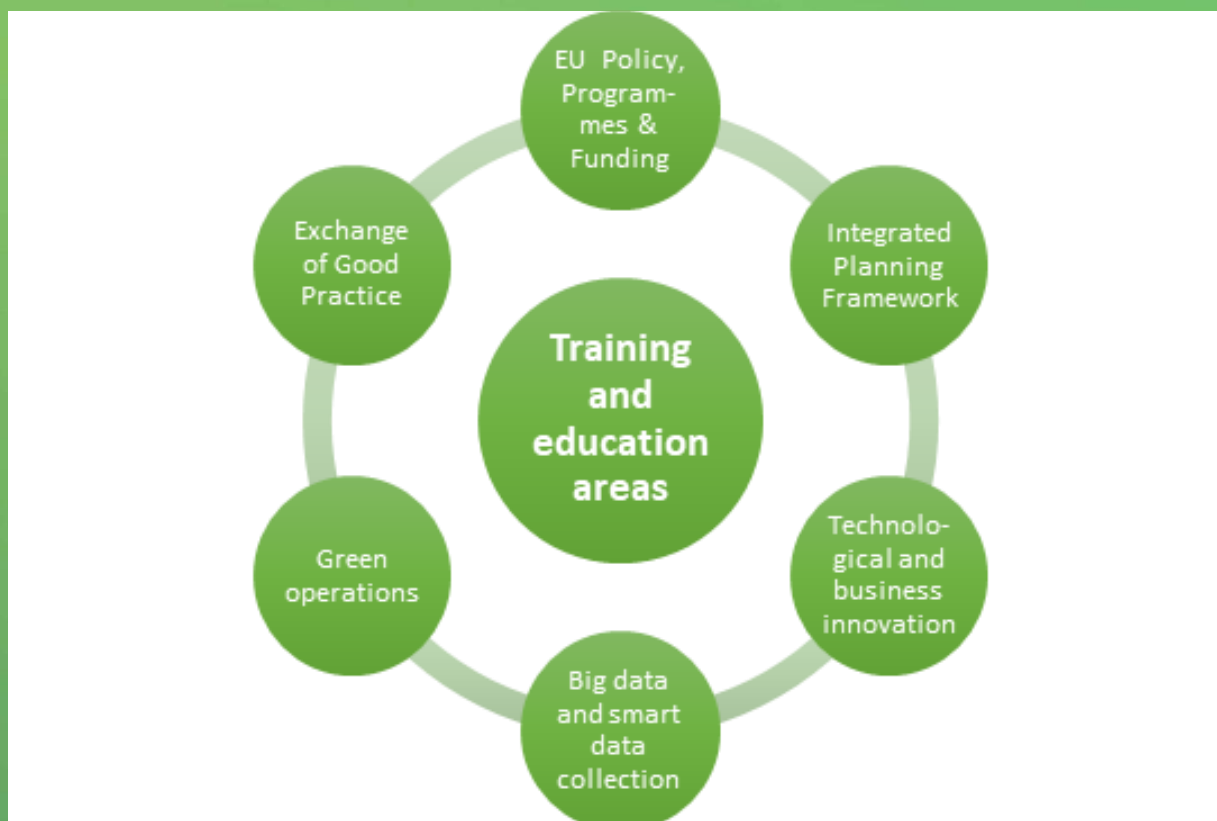 EU Policy,
Program-
mes &
Funding
Integrated
Planning
Framework
Technolo-
gical and
business
innovation
Big data
and smart
data
collection
Green
operations
Exchange
of Good
Practice
Training
and
education
areas